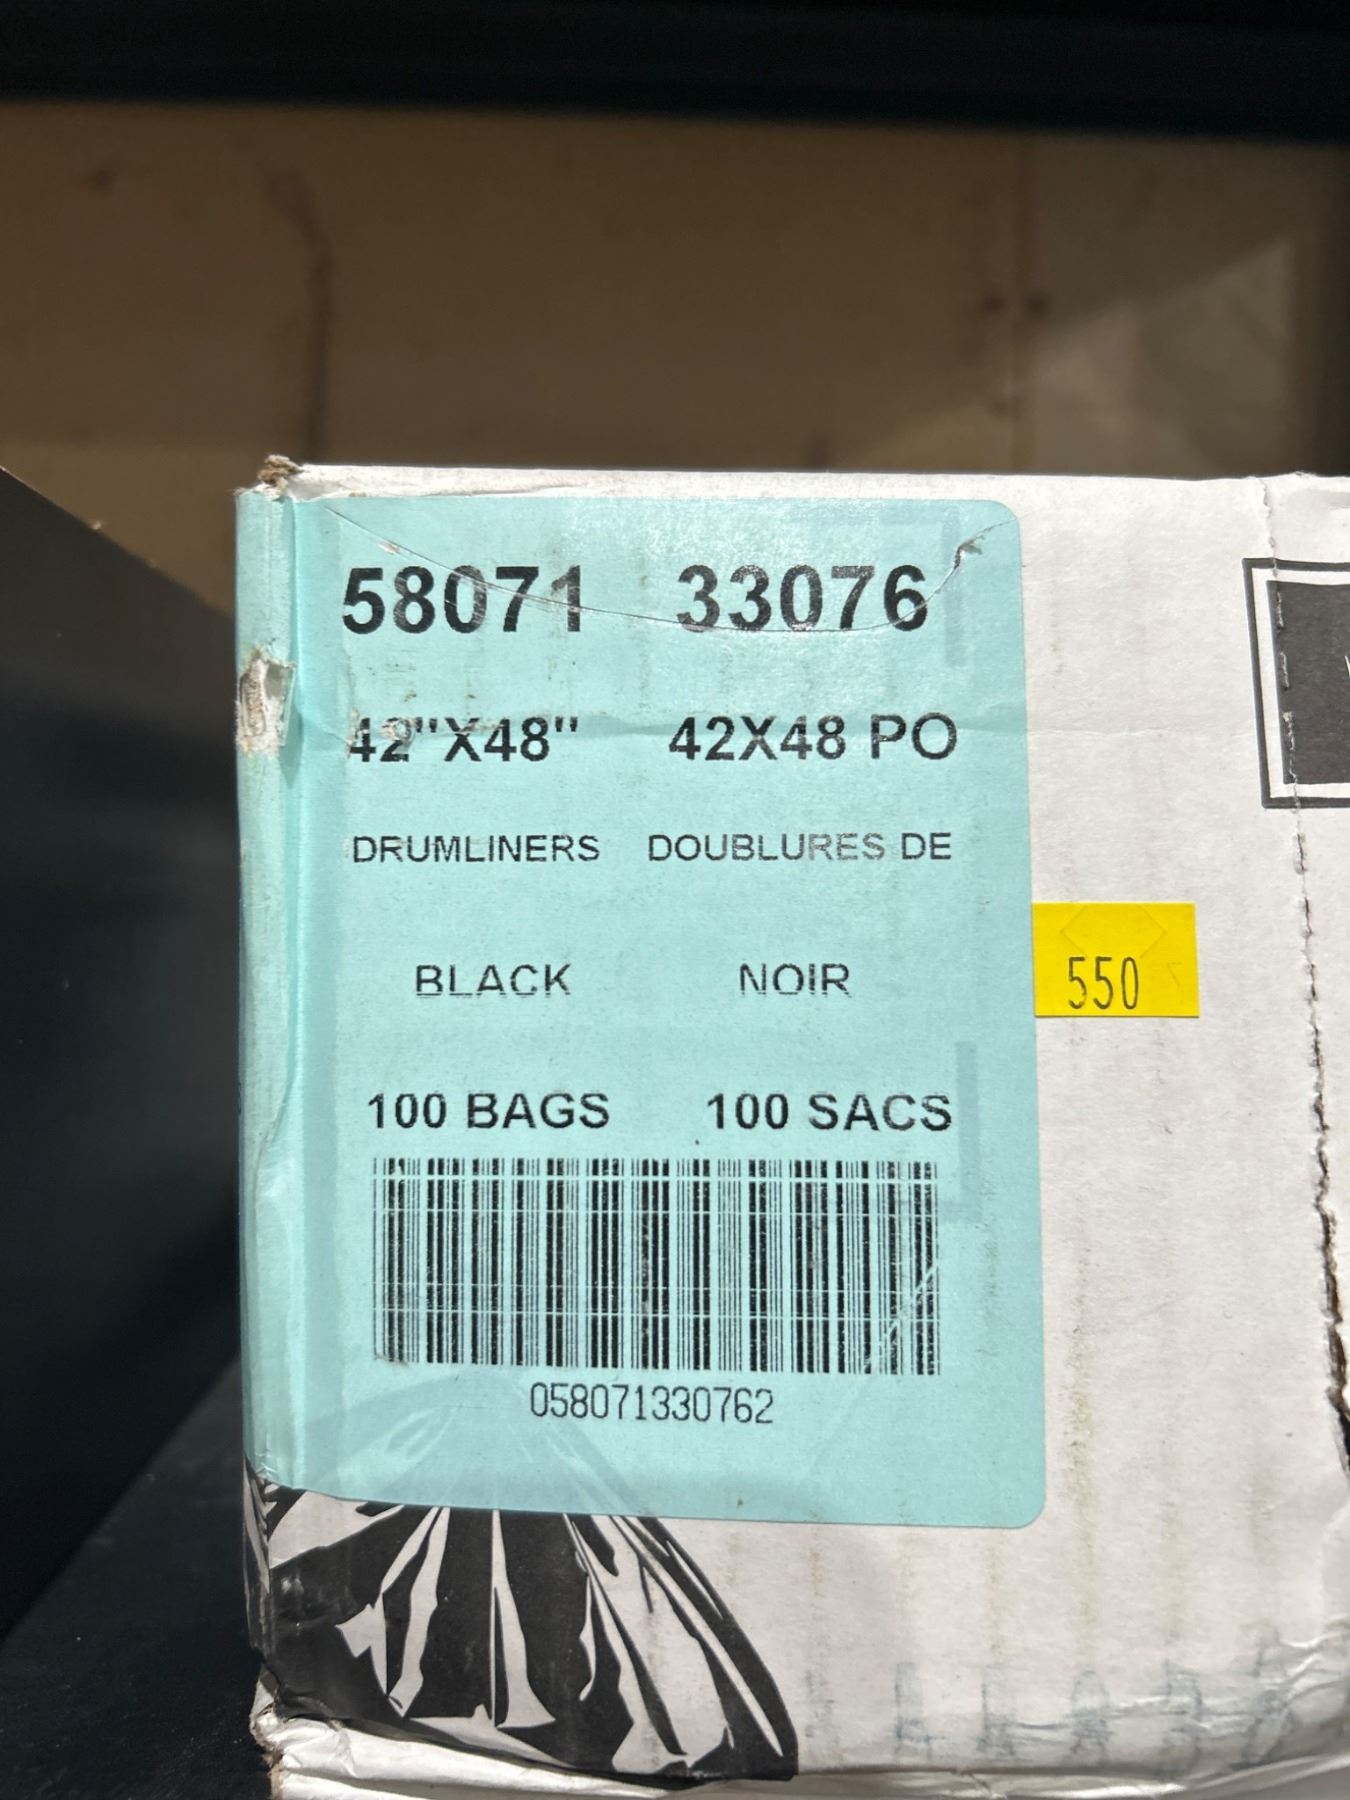 58071 33076
42"X48" 42X48 PO
DRUMLINERS DOUBLURES DE
BLACK NOIR
550
100 BAGS 100 SACS
058071330762